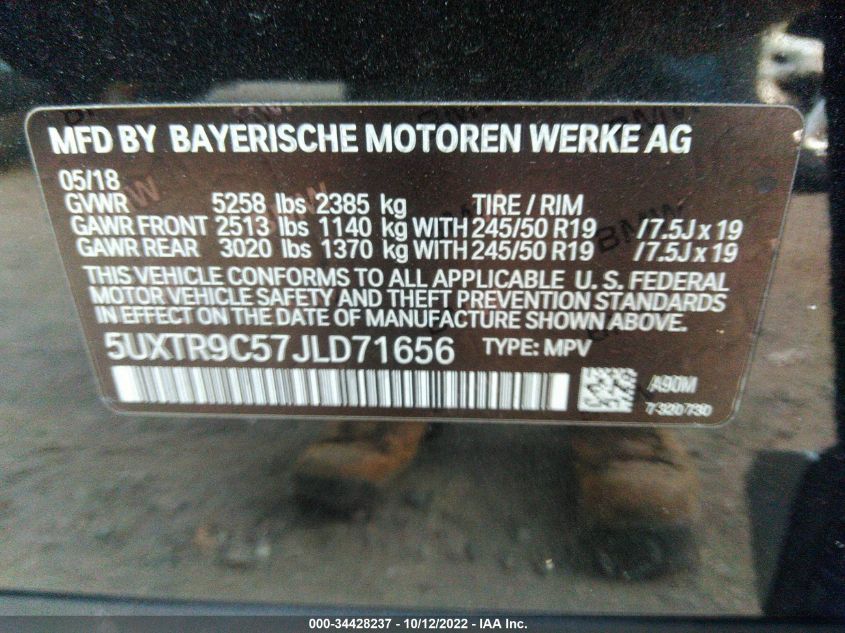 MFD BY BAYERISCHE MOTOREN WERKE AG
05/18
GVWR 5258 lbs 2385 kg TIRE / RIM
GAWR FRONT 2513 lbs 1140 kg WITH 245/50 R19 /7.5J x 19
GAWR REAR 3020 lbs 1370 kg WITH 245/50 R19 /7.5J x 19
THIS VEHICLE CONFORMS TO ALL APPLICABLE U. S. FEDERAL
MOTOR VEHICLE SAFETY AND THEFT PREVENTION STANDARDS
IN EFFECT ON THE DATE OF MANUFACTURE SHOWN ABOVE.
5UXTR9C57JLD71656 TYPE: MPV
A90M
7320730
000-34428237 - 10/12/2022 - IAA Inc.